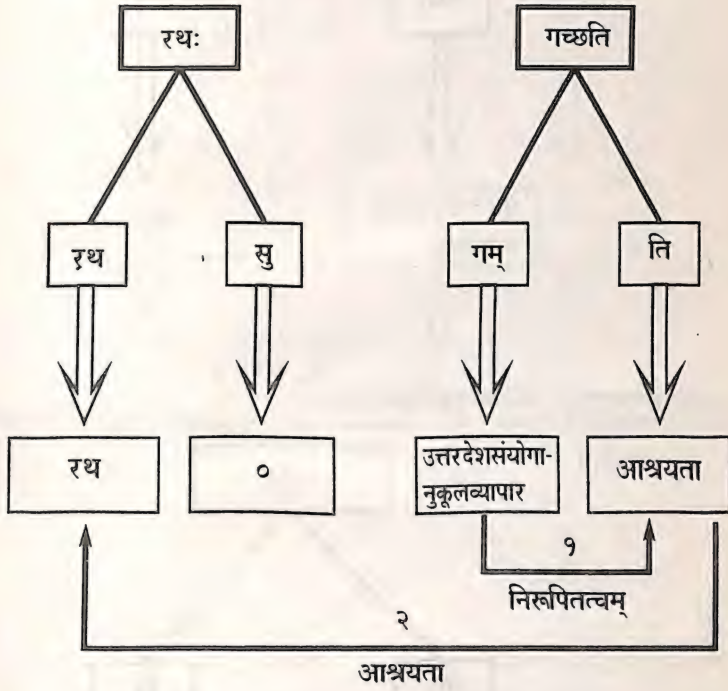 रथः
गच्छति
रथ
सु
गम्
ति
रथ
०
उत्तरदेशसंयोगा-
नुकूलव्यापार
आश्रयता
१
निरूपितत्वम्
२
आश्रयता